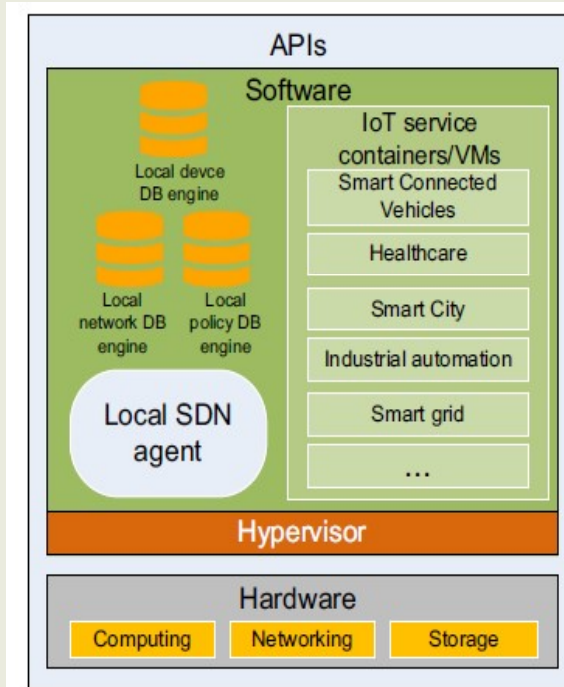 APIs
Software
Local devce
DB engine
Local
network DB
engine
Local
policy DB
engine
Local SDN
agent
IoT service
containers/VMs
Smart Connected
Vehicles
Healthcare
Smart City
Industrial automation
Smart grid
...
Hypervisor
Hardware
Computing
Networking
Storage